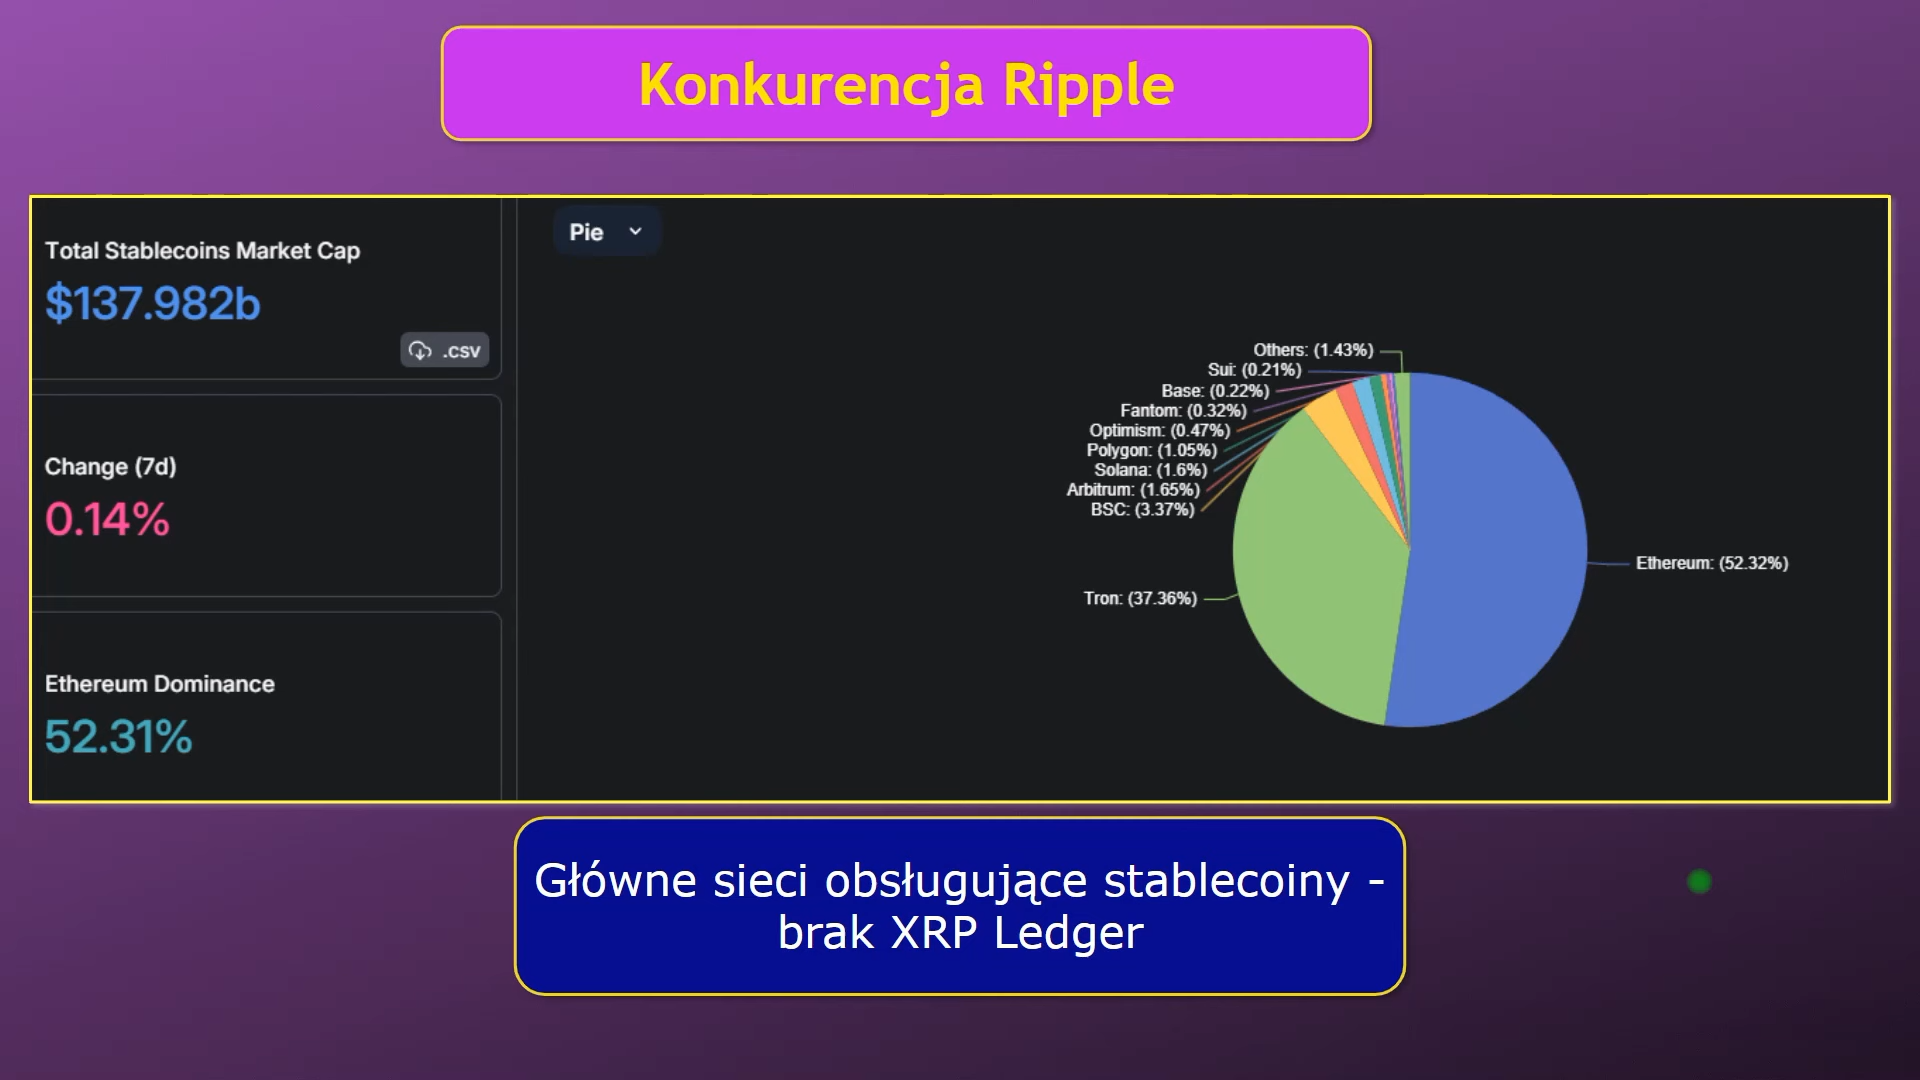 Konkurencja Ripple
Total Stablecoins Market Cap
$137.982b
.csv
Change (7d)
0.14%
Ethereum Dominance
52.31%
Pie
Others: (1.43%)
Sui: (0.21%)
Base: (0.22%)
Fantom: (0.32%)
Optimism: (0.47%)
Polygon: (1.05%)
Solana: (1.6%)
Arbitrum: (1.65%)
BSC: (3.37%)
Ethereum: (52.32%)
Tron: (37.36%)
Główne sieci obsługujące stablecoiny -
brak XRP Ledger